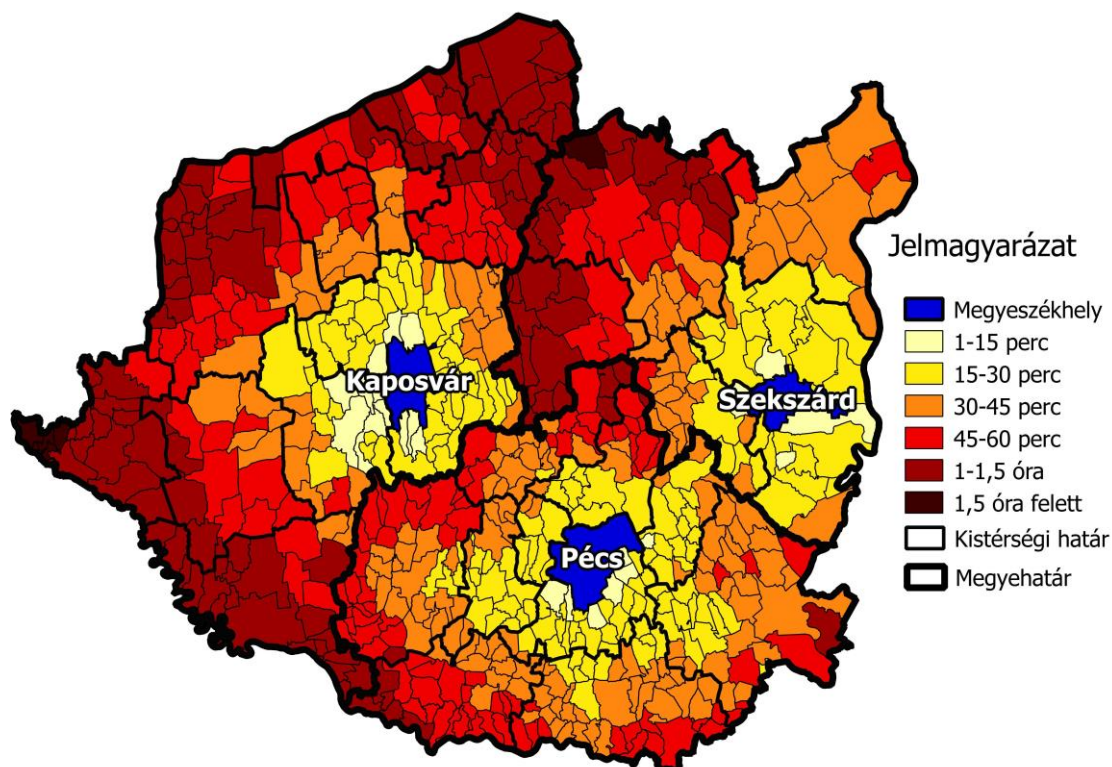 Kaposvár
Szekszárd
Pécs
Jelmagyarázat
Megyeszékhely
1-15 perc
15-30 perc
30-45 perc
45-60 perc
1-1,5 óra
1,5 óra felett
Kistérségi határ
Megyehatár